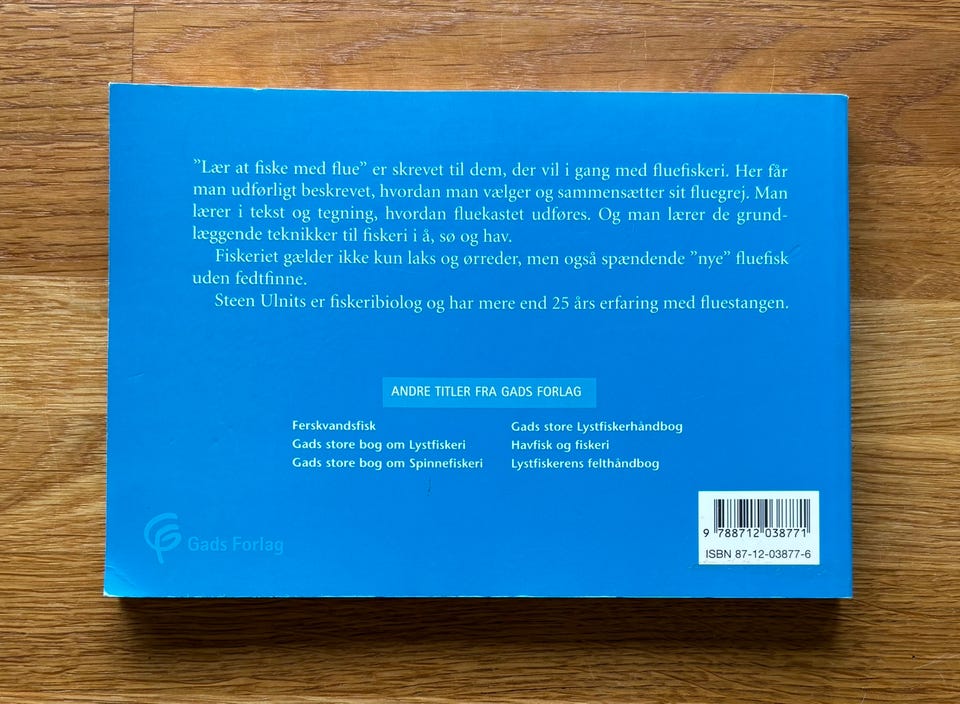 ”Lær at fiske med flue” er skrevet til dem, der vil i gang med fluefiskeri. Her får
man udførligt beskrevet, hvordan man vælger og sammensætter sit fluegrej. Man
lærer i tekst og tegning, hvordan fluekastet udføres. Og man lærer de grund-
læggende teknikker til fiskeri i å, sø og hav.
Fiskeriet gælder ikke kun laks og ørreder, men også spændende ”nye” fluefisk
uden fedtfinne.
Steen Ulnits er fiskeribiolog og har mere end 25 års erfaring med fluestangen.
ANDRE TITLER FRA GADS FORLAG
Ferskvandsfisk
Gads store bog om Lystfiskeri
Gads store bog om Spinnefiskeri
Gads store Lystfiskerhåndbog
Havfisk og fiskeri
Lystfiskerens felthåndbog
Gads Forlag
9 788712 038771
ISBN 87-12-03877-6